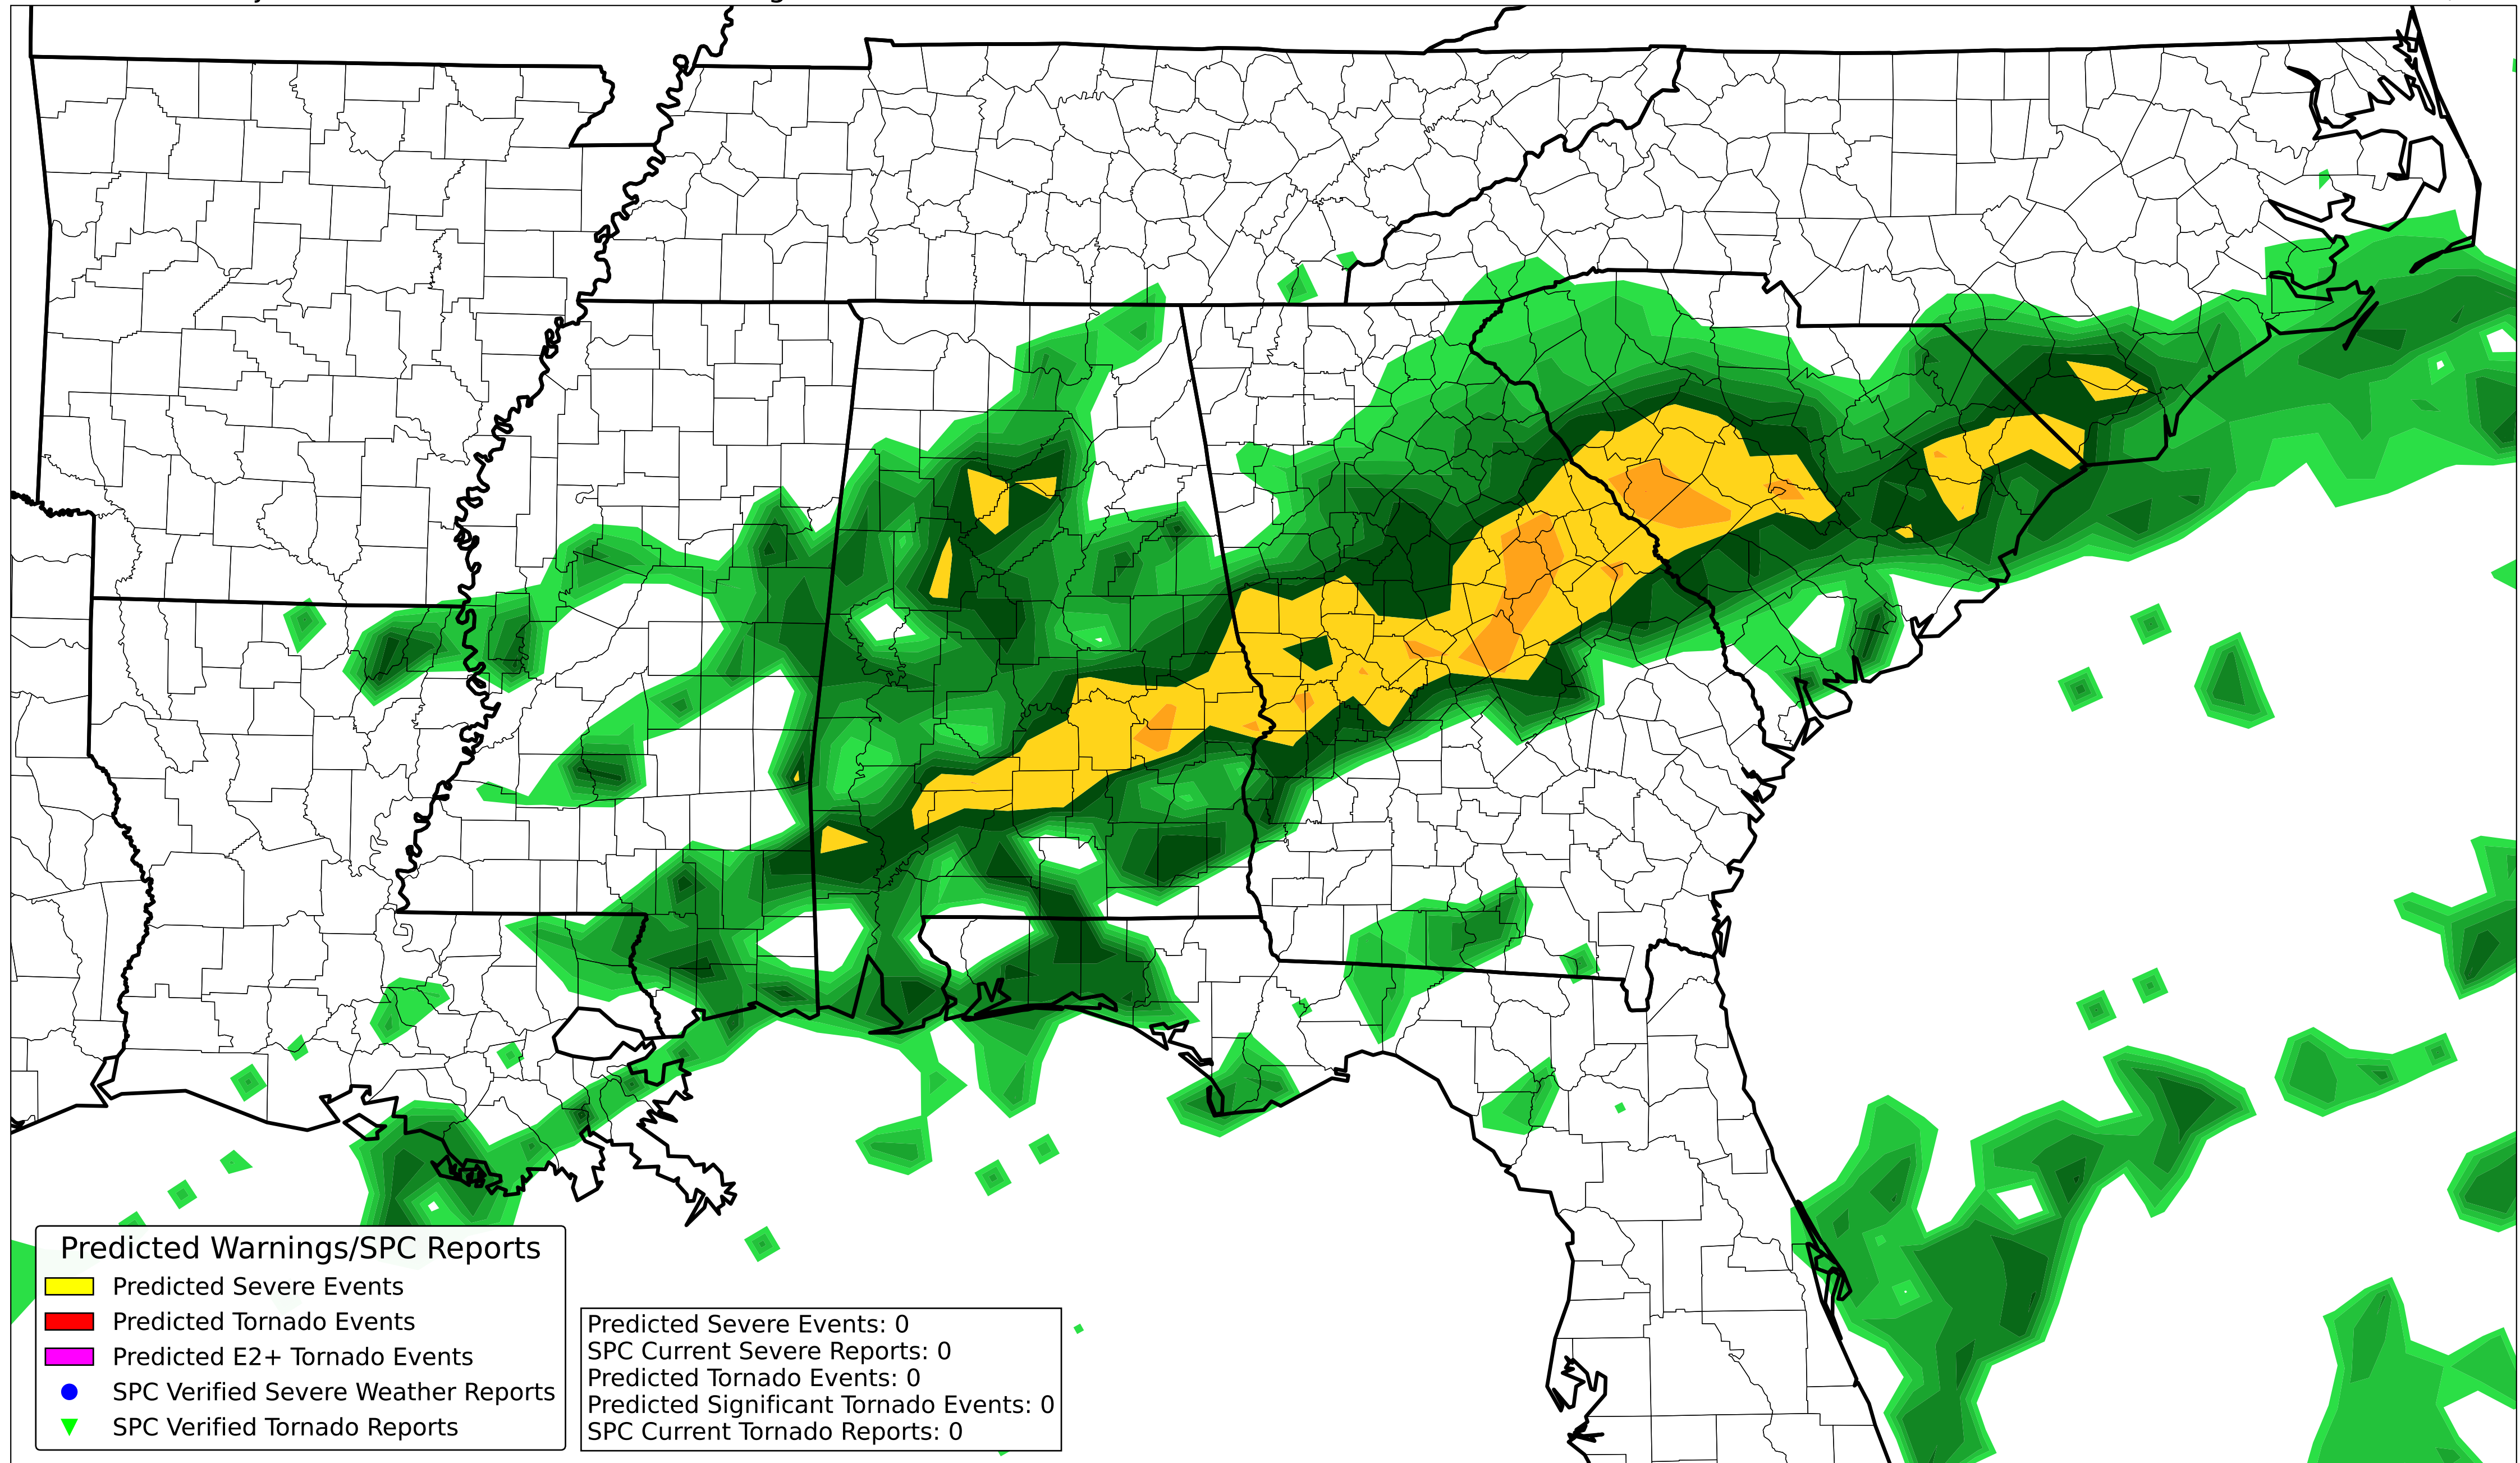 Predicted Warnings/SPC Reports
Predicted Severe Events
Predicted Tornado Events
Predicted E2+ Tornado Events
SPC Verified Severe Weather Reports
SPC Verified Tornado Reports
Predicted Severe Events: 0
SPC Current Severe Reports: 0
Predicted Tornado Events: 0
Predicted Significant Tornado Events: 0
SPC Current Tornado Reports: 0